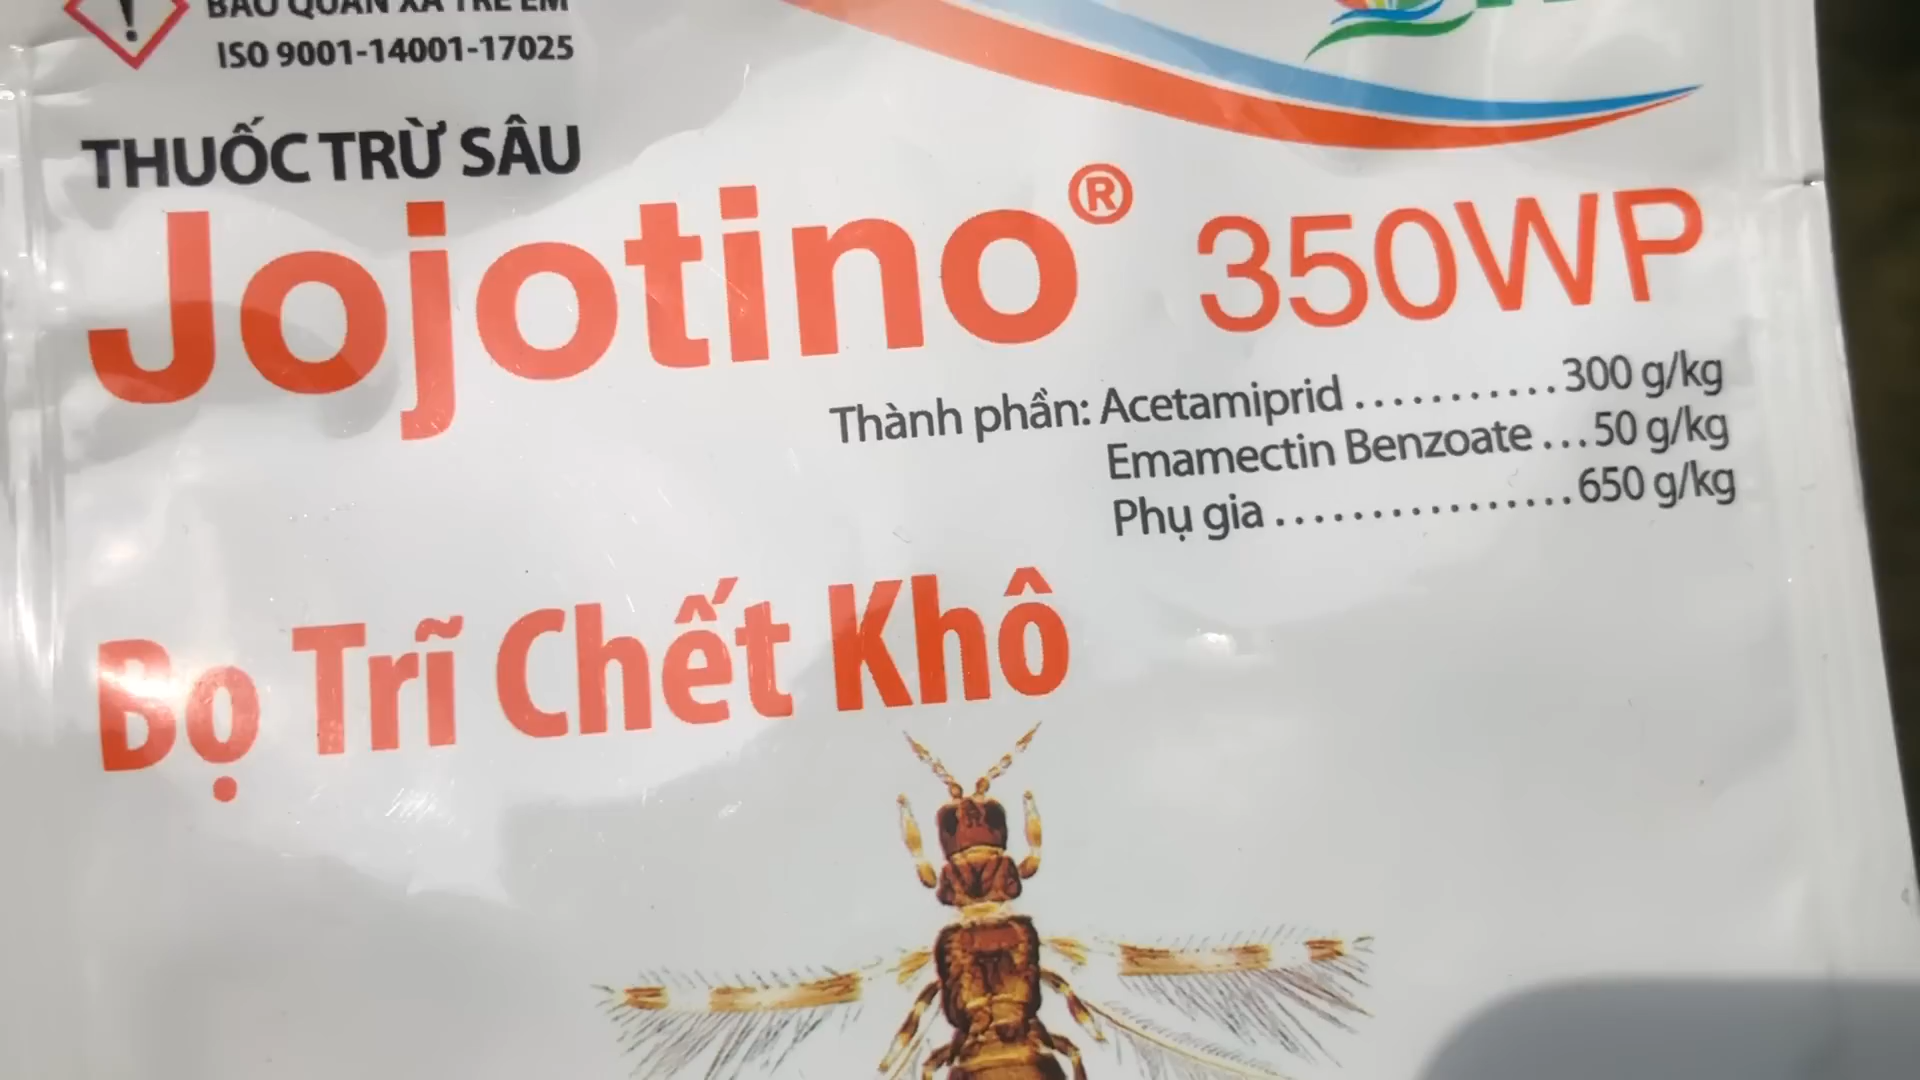 BẢO QUẢN XA TRẺ EM
ISO 9001-14001-17025
THUỐC TRỪ SÂU
Jojotino® 350WP
Thành phần: Acetamiprid ...........300 g/kg
Emamectin Benzoate ...50 g/kg
Phụ gia ................650 g/kg
Bọ Trĩ Chết Khô